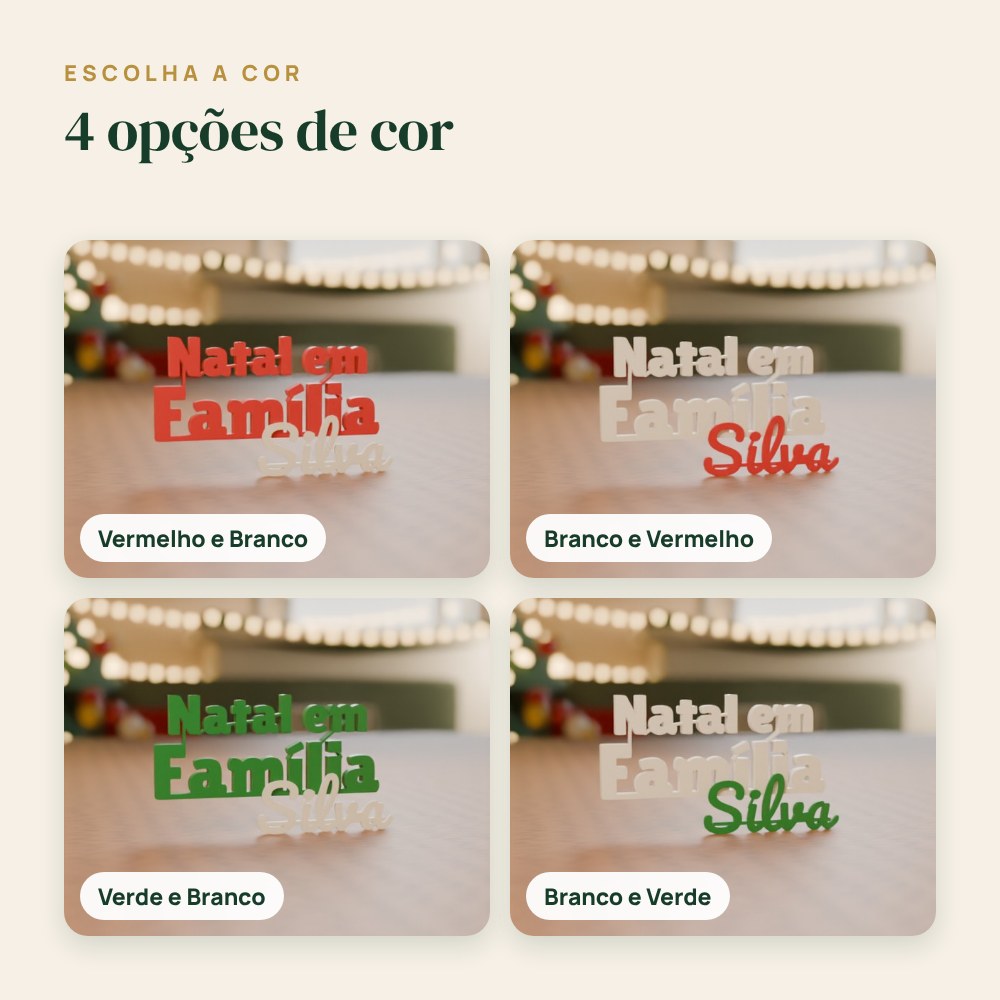 ESCOLHA A COR
4 opções de cor
Natal em
Família
Silva
Vermelho e Branco
Natal em
Família
Silva
Branco e Vermelho
Natal em
Família
Silva
Verde e Branco
Natal em
Família
Silva
Branco e Verde